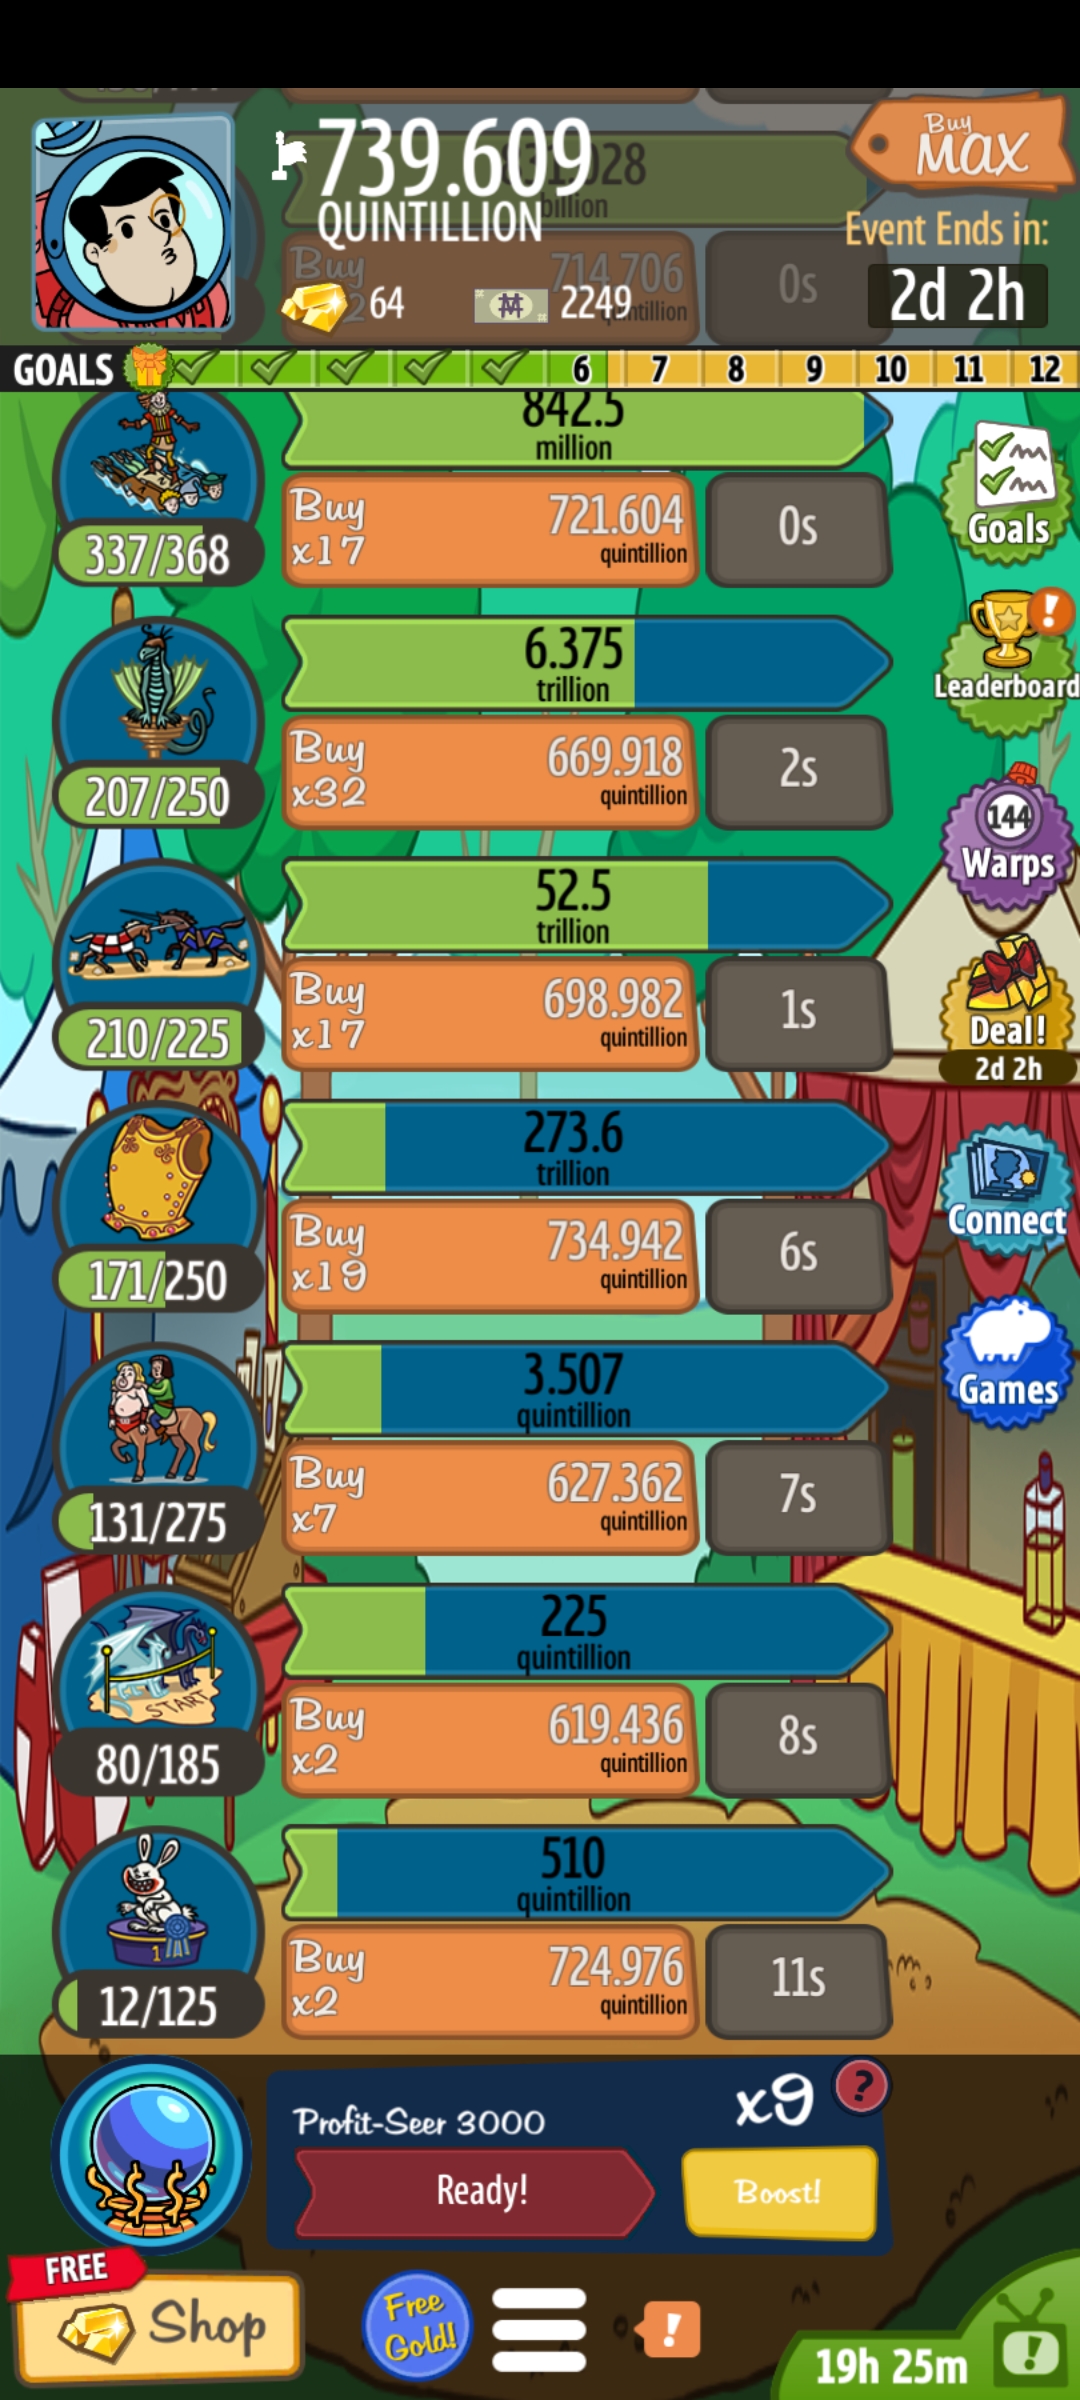 739.609
QUINTILLION
64
2249
Buy
MAX
Event Ends in:
2d 2h
714.706
Buy
0s
GOALS 6 7 8 9 10 11 12
842.5
million
337/368
Buy
x17
721.604
quintillion
0s
Goals
6.375
trillion
207/250
Buy
x32
669.918
quintillion
2s
Leaderboard
52.5
trillion
210/225
Buy
x17
698.982
quintillion
1s
144
Warps
Deal!
2d 2h
273.6
trillion
171/250
Buy
x19
734.942
quintillion
6s
Connect
3.507
quintillion
131/275
Buy
x7
627.362
quintillion
7s
Games
225
quintillion
START
80/185
Buy
x2
619.436
quintillion
8s
510
quintillion
1
12/125
Buy
x2
724.976
quintillion
11s
Profit-Seer 3000
x9
?
Ready!
Boost!
FREE
Shop
Free
Gold!
!
19h 25m
!